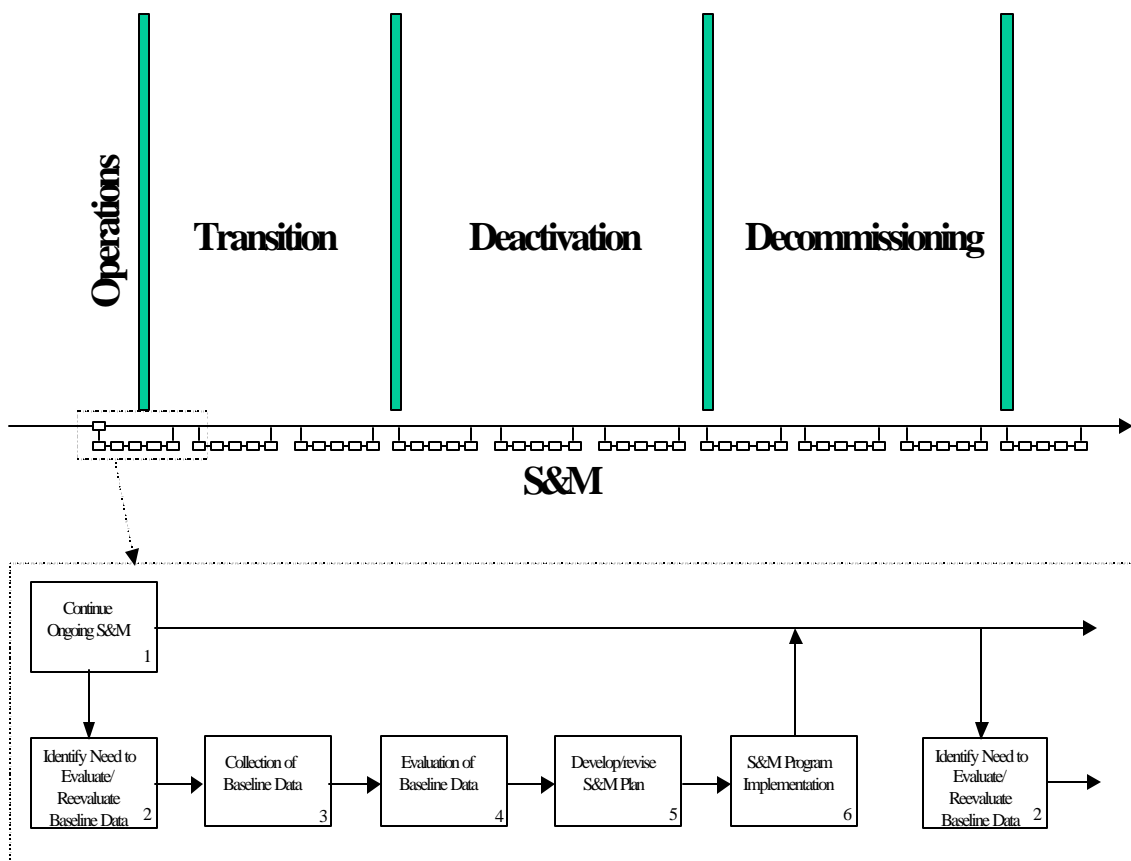 Operations
Transition
Deactivation
Decommissioning
S&M
Continue
Ongoing S&M
1
Identify Need to
Evaluate/
Reevaluate
Baseline Data
2
Collection of
Baseline Data
3
Evaluation of
Baseline Data
4
Develop/revise
S&M Plan
5
S&M Program
Implementation
6
Identify Need to
Evaluate/
Reevaluate
Baseline Data
2